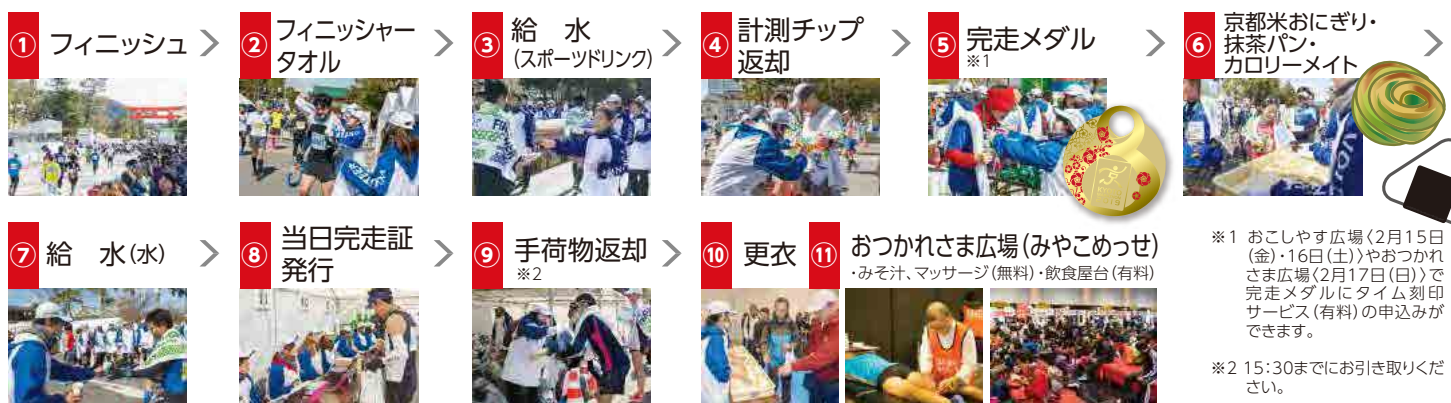 ① フィニッシュ
② フィニッシャー
タオル
③ 給　水
(スポーツドリンク)
④ 計測チップ
返却
⑤ 完走メダル
※1
⑥ 京都米おにぎり・
抹茶パン・
カロリーメイト
⑦ 給　水(水)
⑧ 当日完走証
発行
⑨ 手荷物返却
※2
⑩ 更衣
⑪ おつかれさま広場(みやこめっせ)
・みそ汁、マッサージ(無料)・飲食屋台(有料)
※1 おこしやす広場〈2月15日
(金)・16日(土)〉やおつかれ
さま広場〈2月17日(日)〉で
完走メダルにタイム刻印
サービス(有料)の申込みが
できます。
※2 15:30までにお引き取りくだ
さい。